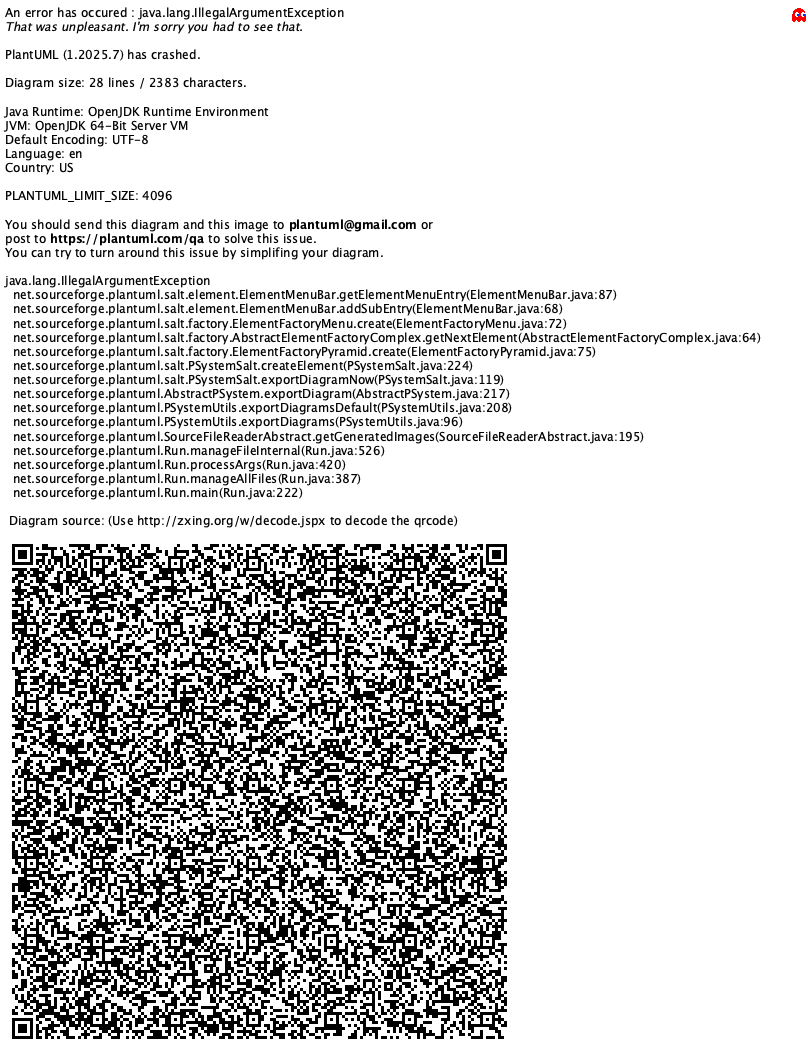 An error has occured : java.lang.IllegalArgumentException
That was unpleasant. I'm sorry you had to see that.
PlantUML (1.2025.7) has crashed.
Diagram size: 28 lines / 2383 characters.
Java Runtime: OpenJDK Runtime Environment
JVM: OpenJDK 64-Bit Server VM
Default Encoding: UTF-8
Language: en
Country: US
PLANTUML_LIMIT_SIZE: 4096
You should send this diagram and this image to plantuml@gmail.com or
post to https://plantuml.com/qa to solve this issue.
You can try to turn around this issue by simplifing your diagram.
java.lang.IllegalArgumentException
net.sourceforge.plantuml.salt.element.ElementMenuBar.getElementMenuEntry(ElementMenuBar.java:87)
net.sourceforge.plantuml.salt.element.ElementMenuBar.addSubEntry(ElementMenuBar.java:68)
net.sourceforge.plantuml.salt.factory.ElementFactoryMenu.create(ElementFactoryMenu.java:72)
net.sourceforge.plantuml.salt.factory.AbstractElementFactoryComplex.getNextElement(AbstractElementFactoryComplex.java:64)
net.sourceforge.plantuml.salt.factory.ElementFactoryPyramid.create(ElementFactoryPyramid.java:75)
net.sourceforge.plantuml.salt.PSystemSalt.createElement(PSystemSalt.java:224)
net.sourceforge.plantuml.salt.PSystemSalt.exportDiagramNow(PSystemSalt.java:119)
net.sourceforge.plantuml.AbstractPSystem.exportDiagram(AbstractPSystem.java:217)
net.sourceforge.plantuml.PSystemUtils.exportDiagramsDefault(PSystemUtils.java:208)
net.sourceforge.plantuml.PSystemUtils.exportDiagrams(PSystemUtils.java:96)
net.sourceforge.plantuml.SourceFileReaderAbstract.getGeneratedImages(SourceFileReaderAbstract.java:195)
net.sourceforge.plantuml.Run.manageFileInternal(Run.java:526)
net.sourceforge.plantuml.Run.processArgs(Run.java:420)
net.sourceforge.plantuml.Run.manageAllFiles(Run.java:387)
net.sourceforge.plantuml.Run.main(Run.java:222)
Diagram source: (Use http://zxing.org/w/decode.jspx to decode the qrcode)